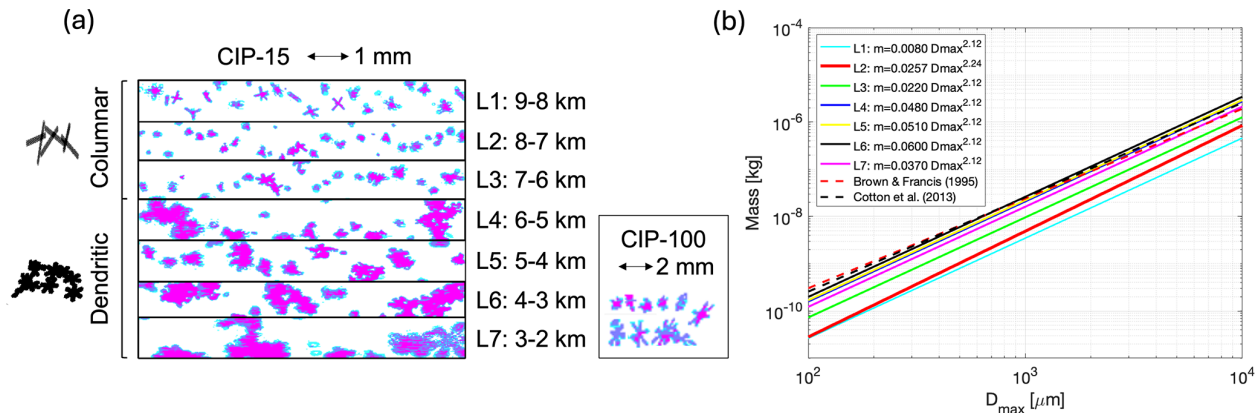 (a)
CIP-15 ↔ 1 mm
Columnar
Dendritic
L1: 9-8 km
L2: 8-7 km
L3: 7-6 km
L4: 6-5 km
L5: 5-4 km
L6: 4-3 km
L7: 3-2 km
CIP-100
↔ 2 mm
(b)
Mass [kg]
10^-4
10^-6
10^-8
10^-10
L1: m=0.0080 Dmax^2.12
L2: m=0.0257 Dmax^2.24
L3: m=0.0220 Dmax^2.12
L4: m=0.0480 Dmax^2.12
L5: m=0.0510 Dmax^2.12
L6: m=0.0600 Dmax^2.12
L7: m=0.0370 Dmax^2.12
Brown & Francis (1995)
Cotton et al. (2013)
10^2
10^3
10^4
D_max [μm]